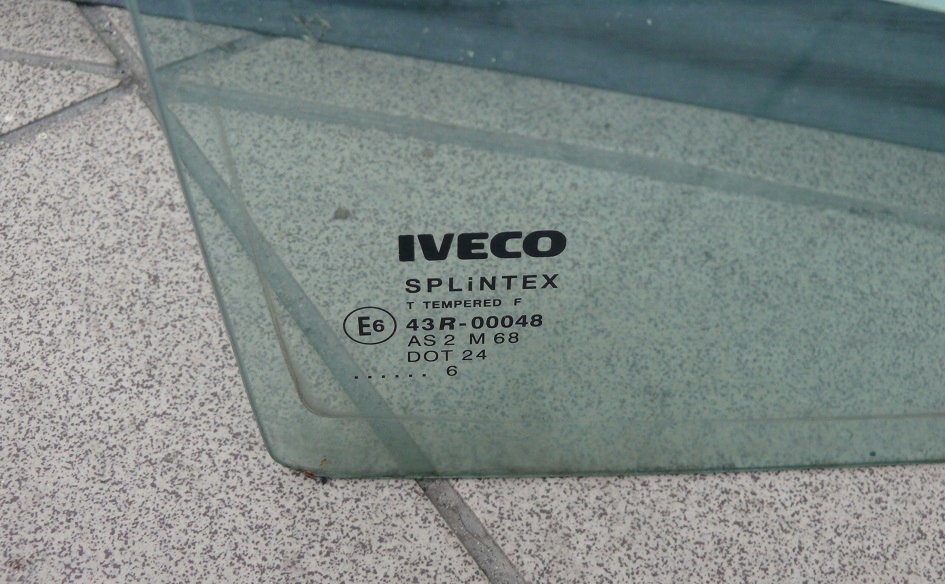 IVECO
SPLiNTEX
T TEMPERED F
E6 43R-00048
AS 2 M 68
DOT 24
...... 6